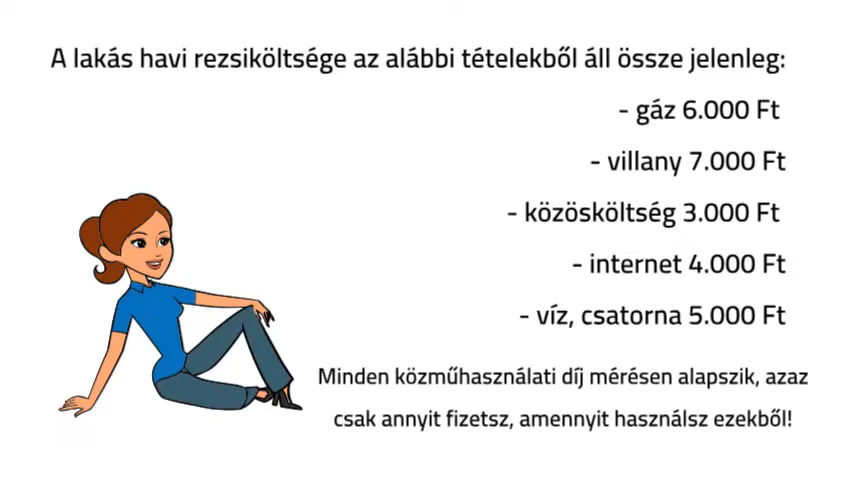 A lakás havi rezsiköltsége az alábbi tételekből áll össze jelenleg:
- gáz 6.000 Ft
- villany 7.000 Ft
- közösköltség 3.000 Ft
- internet 4.000 Ft
- víz, csatorna 5.000 Ft
Minden közműhasználati díj mérésen alapszik, azaz
csak annyit fizetsz, amennyit használsz ezekből!